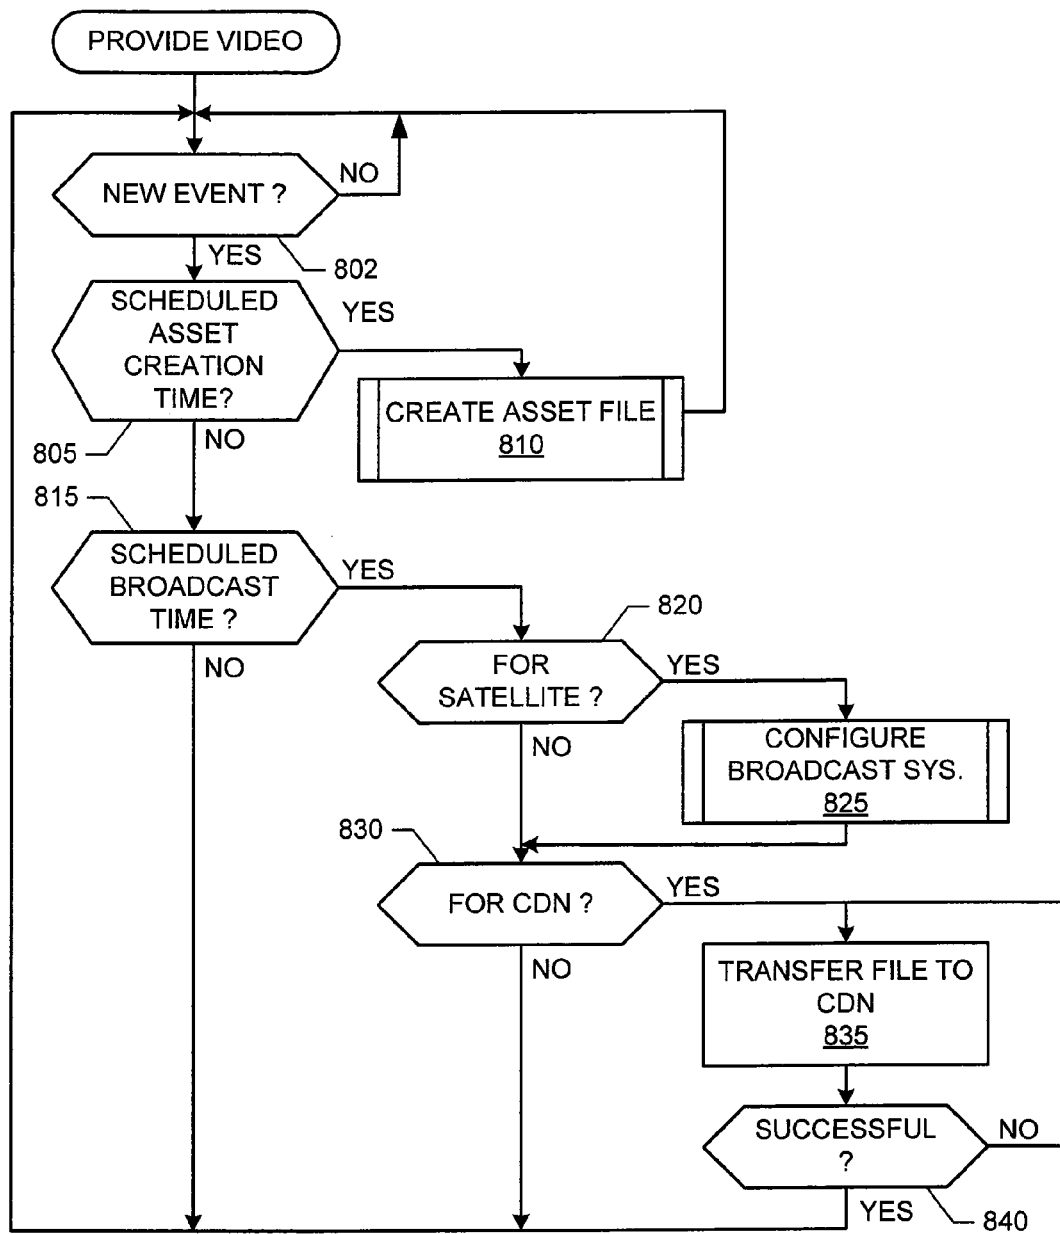 PROVIDE VIDEO
NEW EVENT ?
NO
YES
802
SCHEDULED
ASSET
CREATION
TIME?
YES
CREATE ASSET FILE
810
805
NO
815
SCHEDULED
BROADCAST
TIME ?
YES
NO
820
FOR
SATELLITE ?
YES
NO
CONFIGURE
BROADCAST SYS.
825
830
FOR CDN ?
YES
NO
TRANSFER FILE TO
CDN
835
SUCCESSFUL
?
NO
YES
840